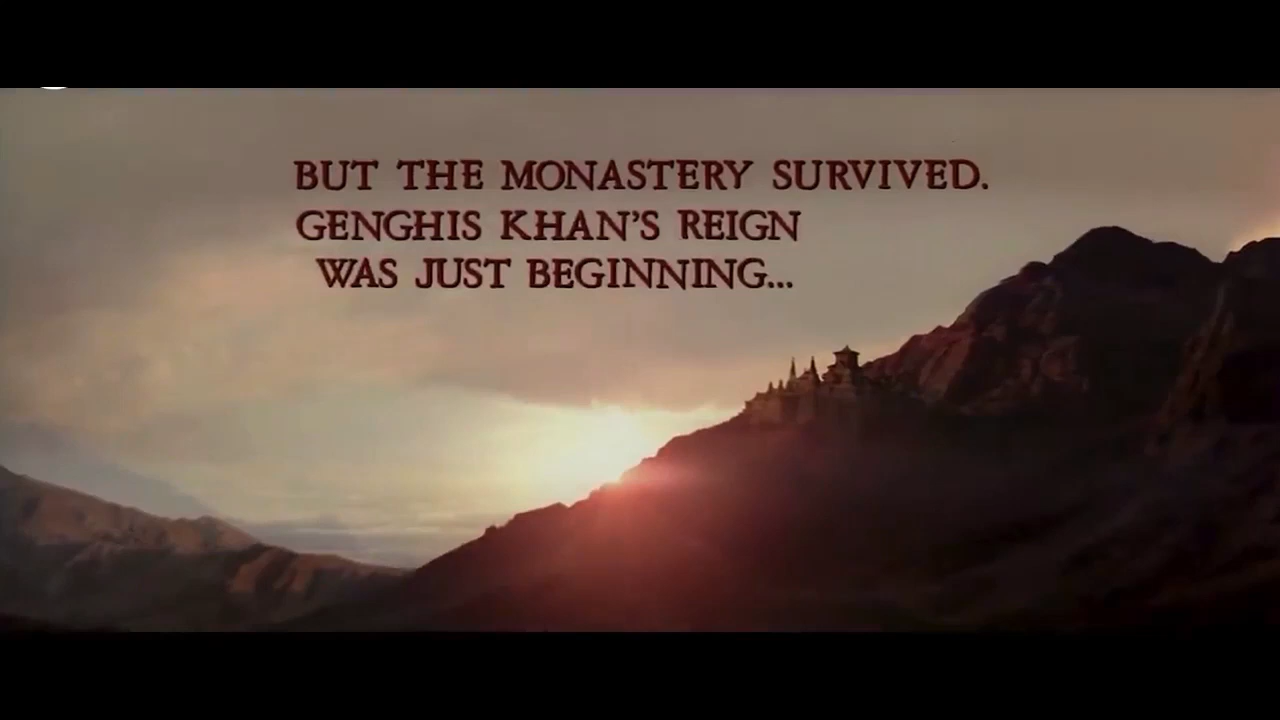 BUT THE MONASTERY SURVIVED.
GENGHIS KHAN'S REIGN
WAS JUST BEGINNING...